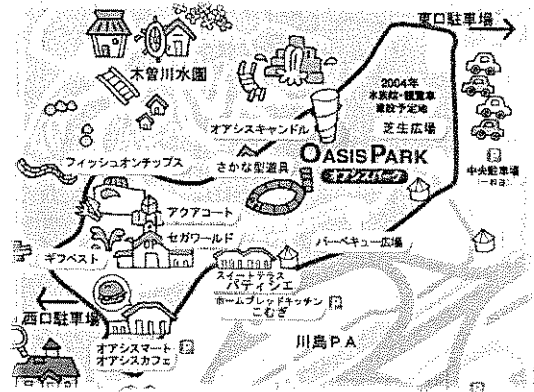 東口駐車場
木曽川水園
2004年
水族館・観覧車
建設予定地
芝生広場
オアシスキャンドル
OASIS PARK
オアシスパーク
フィッシュオンチップス
さかな型遊具
中央駐車場
アクアコート
セガワールド
ギフベスト
バーベキュー広場
スイートテラス
パティシエ
ホームブレッドキッチン
こむぎ
西口駐車場
オアシスマート
オアシスカフェ
川島PA